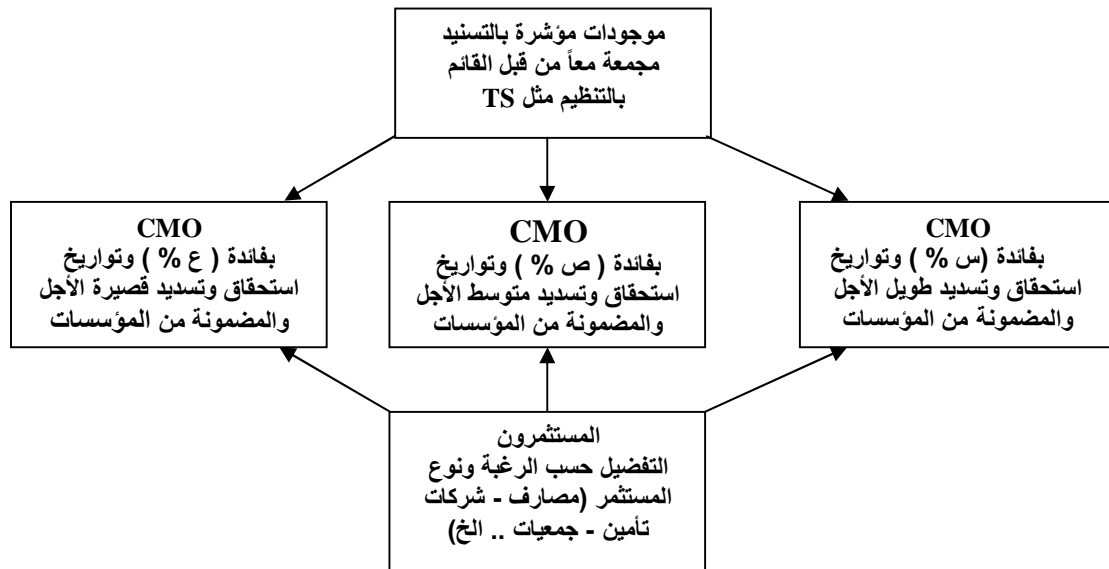 موجودات مؤشرة بالتسنيد
مجمعة معاً من قبل القائم
بالتنظيم مثل TS
CMO
بفائدة (س % ) وتواريخ
استحقاق وتسديد طويل الأجل
والمضمونة من المؤسسات
CMO
بفائدة ( ص % ) وتواريخ
استحقاق وتسديد متوسط الأجل
والمضمونة من المؤسسات
CMO
بفائدة ( ع % ) وتواريخ
استحقاق وتسديد قصيرة الأجل
والمضمونة من المؤسسات
المستثمرون
التفضيل حسب الرغبة ونوع
المستثمر (مصارف - شركات
تأمين - جمعيات .. الخ)